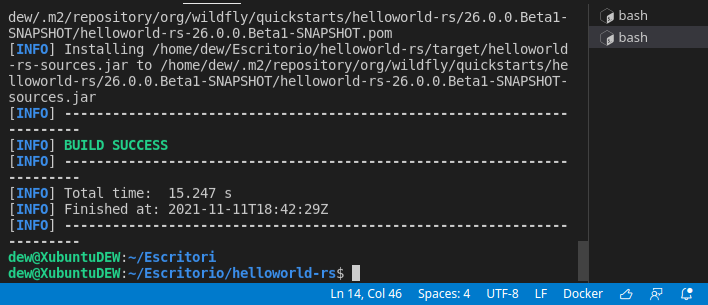 dew/.m2/repository/org/wildfly/quickstarts/helloworld-rs/26.0.0.Beta1-
SNAPSHOT/helloworld-rs-26.0.0.Beta1-SNAPSHOT.pom
[INFO] Installing /home/dew/Escritorio/helloworld-rs/target/helloworld
-rs-sources.jar to /home/dew/.m2/repository/org/wildfly/quickstarts/he
lloworld-rs/26.0.0.Beta1-SNAPSHOT/helloworld-rs-26.0.0.Beta1-SNAPSHOT-
sources.jar
[INFO] ---------------------------------------------------------------
---------
[INFO] BUILD SUCCESS
[INFO] ---------------------------------------------------------------
---------
[INFO] Total time:  15.247 s
[INFO] Finished at: 2021-11-11T18:42:29Z
[INFO] ---------------------------------------------------------------
---------
dew@XubuntuDEW:~/Escritori
dew@XubuntuDEW:~/Escritorio/helloworld-rs$
bash
bash
Ln 14, Col 46
Spaces: 4
UTF-8
LF
Docker